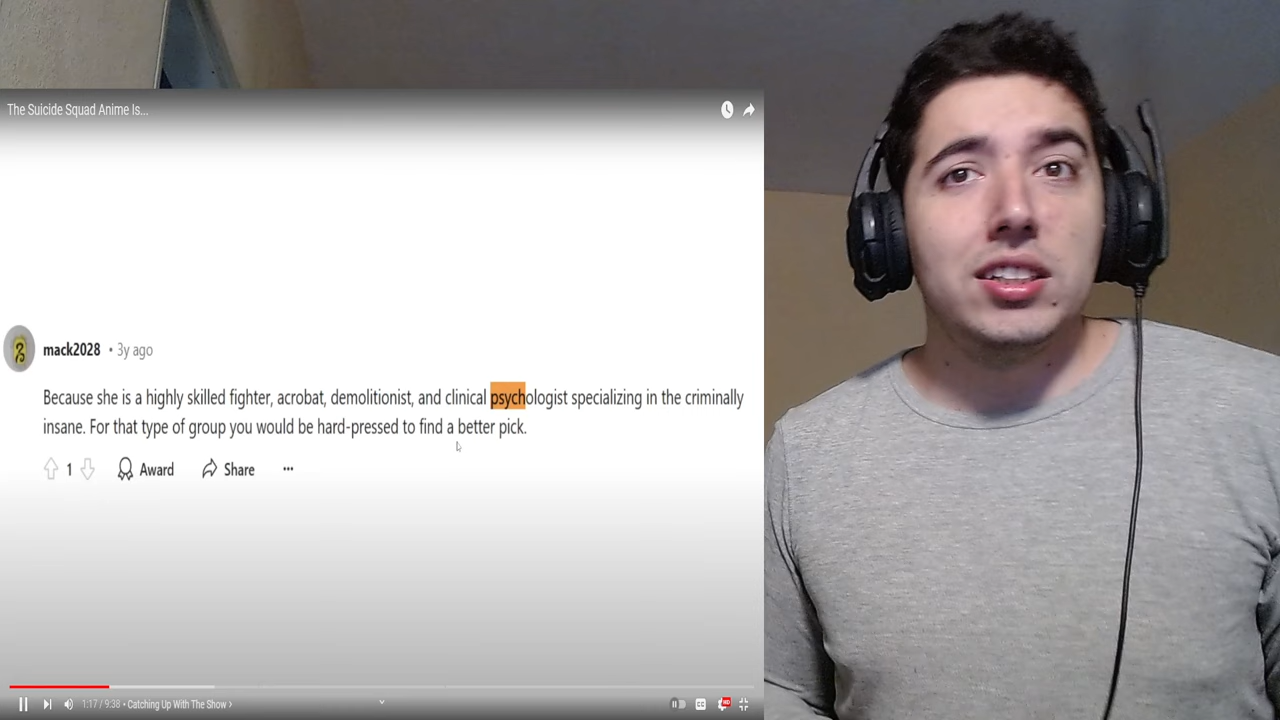 The Suicide Squad Anime Is...
mack2028 • 3y ago
Because she is a highly skilled fighter, acrobat, demolitionist, and clinical psychologist specializing in the criminally
insane. For that type of group you would be hard-pressed to find a better pick.
1 Award Share ...
1:17 / 9:38 • Catching Up With The Show ›
CC HD